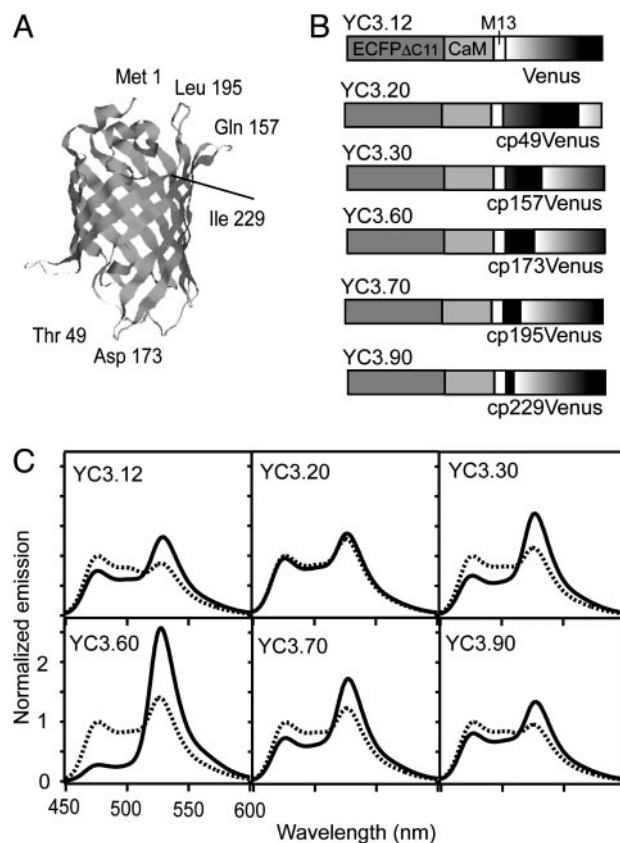 A
Met 1
Leu 195
Gln 157
Ile 229
Thr 49
Asp 173
B
M13
YC3.12
ECFPΔC11 CaM
Venus
YC3.20
cp49Venus
YC3.30
cp157Venus
YC3.60
cp173Venus
YC3.70
cp195Venus
YC3.90
cp229Venus
C
YC3.12 YC3.20 YC3.30
YC3.60 YC3.70 YC3.90
Normalized emission
2
1
0
450 500 550 600
Wavelength (nm)